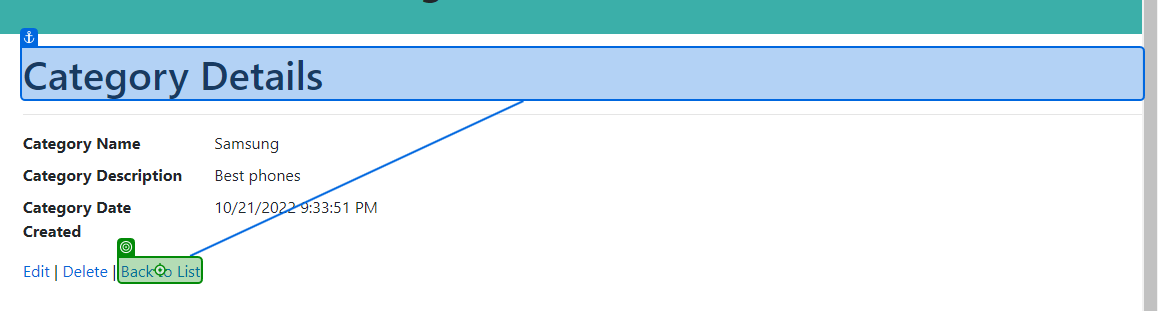 Category Details
Category Name Samsung
Category Description Best phones
Category Date Created 10/21/2022 9:33:51 PM
Edit | Delete | Back to List